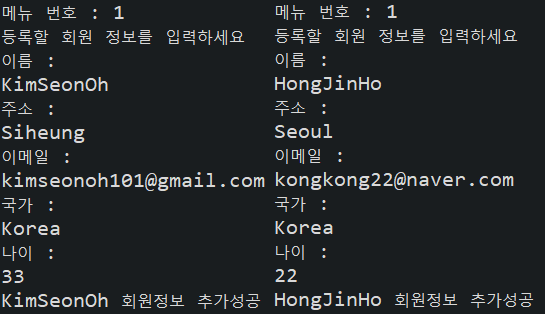 메뉴 번호 : 1
등록할 회원 정보를 입력하세요
이름 :
KimSeonOh
주소 :
Siheung
이메일 :
kimseonoh101@gmail.com
국가 :
Korea
나이 :
33
KimSeonOh 회원정보 추가성공
메뉴 번호 : 1
등록할 회원 정보를 입력하세요
이름 :
HongJinHo
주소 :
Seoul
이메일 :
kongkong22@naver.com
국가 :
Korea
나이 :
22
HongJinHo 회원정보 추가성공